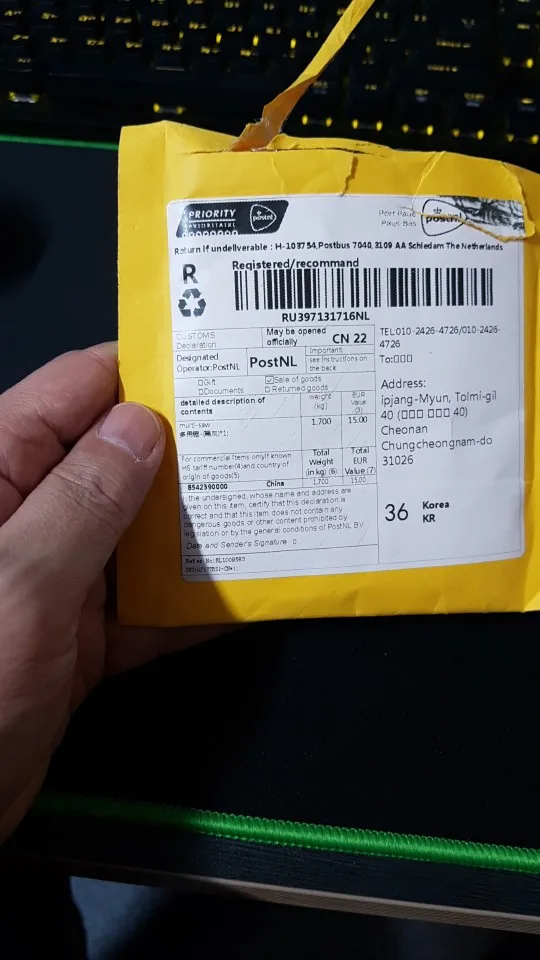 PRIORITY
PRIORITAIRE
postnl
Port Payé
Pays Bas
postnl
Return if undeliverable : H-108754,Postbus 7040, 3109 AA Schiedam The Netherlands
R
Registered/recommand
RU397131716NL
CUSTOMS
Declaration
May be opened
officially
CN 22
Designated
Operator:PostNL
PostNL
Important:
see instructions on
the back
□Gift
☑Sale of goods
□Documents
□Returned goods
detailed description of
contents
weight
(kg)
EUR
Value
(3)
multi-saw
1.700
15.00
For commercial items only If known
HS tariff number(4)and country of
origin of goods(5)
Total
Weight
(in kg) (6)
Total
EUR
Value (7)
8542390000
China
1.700
15.00
I, the undersigned, whose name and address are
given on this item, certify that this declaration is
correct and that this item does not contain any
dangerous goods or other content prohibited by
legislation or by the general conditions of PostNL BV
Date and Sender's Signature 0
TEL:010-2426-4726/010-2426-
4726
To:□□□
Address:
ipjang-Myun, Tolmi-gil
40 (□□□ □□□ 40)
Cheonan
Chungcheongnam-do
31026
36
Korea
KR